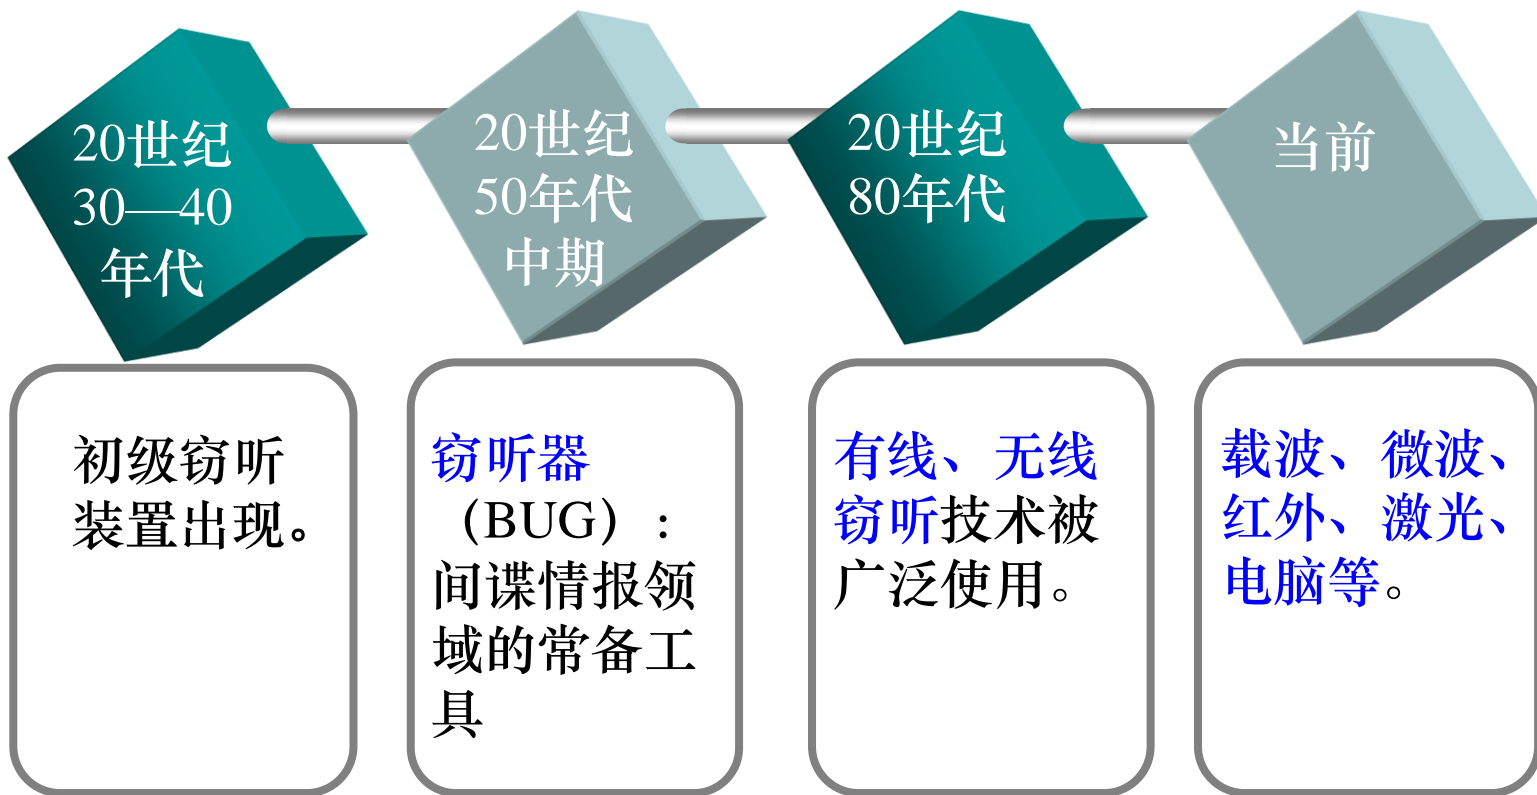 20世纪
30—40
年代
20世纪
50年代
中期
20世纪
80年代
当前
初级窃听
装置出现。
窃听器
（BUG）:
间谍情报领
域的常备工
具
有线、无线
窃听技术被
广泛使用。
载波、微波、
红外、激光、
电脑等。